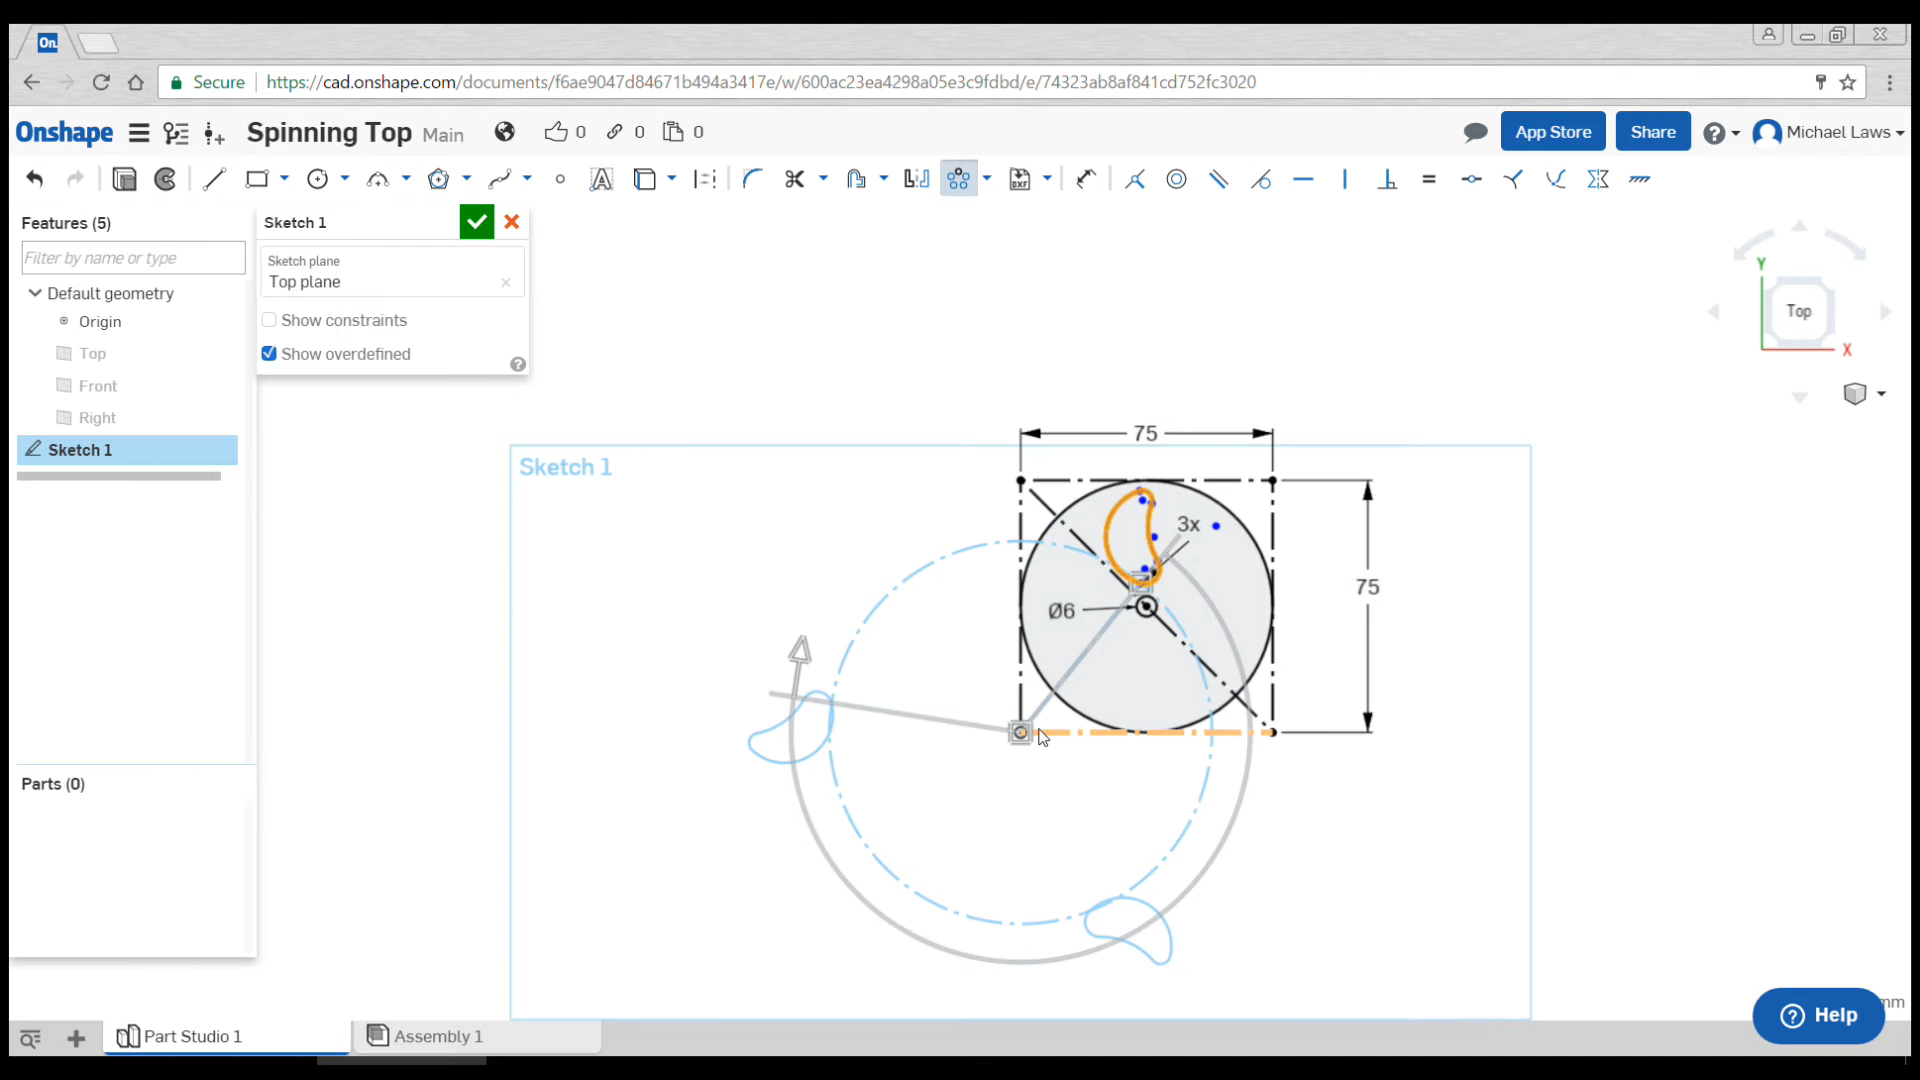 On
Secure
https://cad.onshape.com/documents/f6ae9047d84671b494a3417e/w/600ac23ea4298a05e3c9fdbd/e/74323ab8af841cd752fc3020
Onshape
Spinning Top Main
0
0
0
App Store
Share
Michael Laws
DXF
Features (5)
Filter by name or type
Default geometry
Origin
Top
Front
Right
Sketch 1
Parts (0)
Sketch 1
Sketch plane
Top plane
Show constraints
Show overdefined
Sketch 1
75
3x
Ø6
75
Y
Top
X
mm
Help
Part Studio 1
Assembly 1